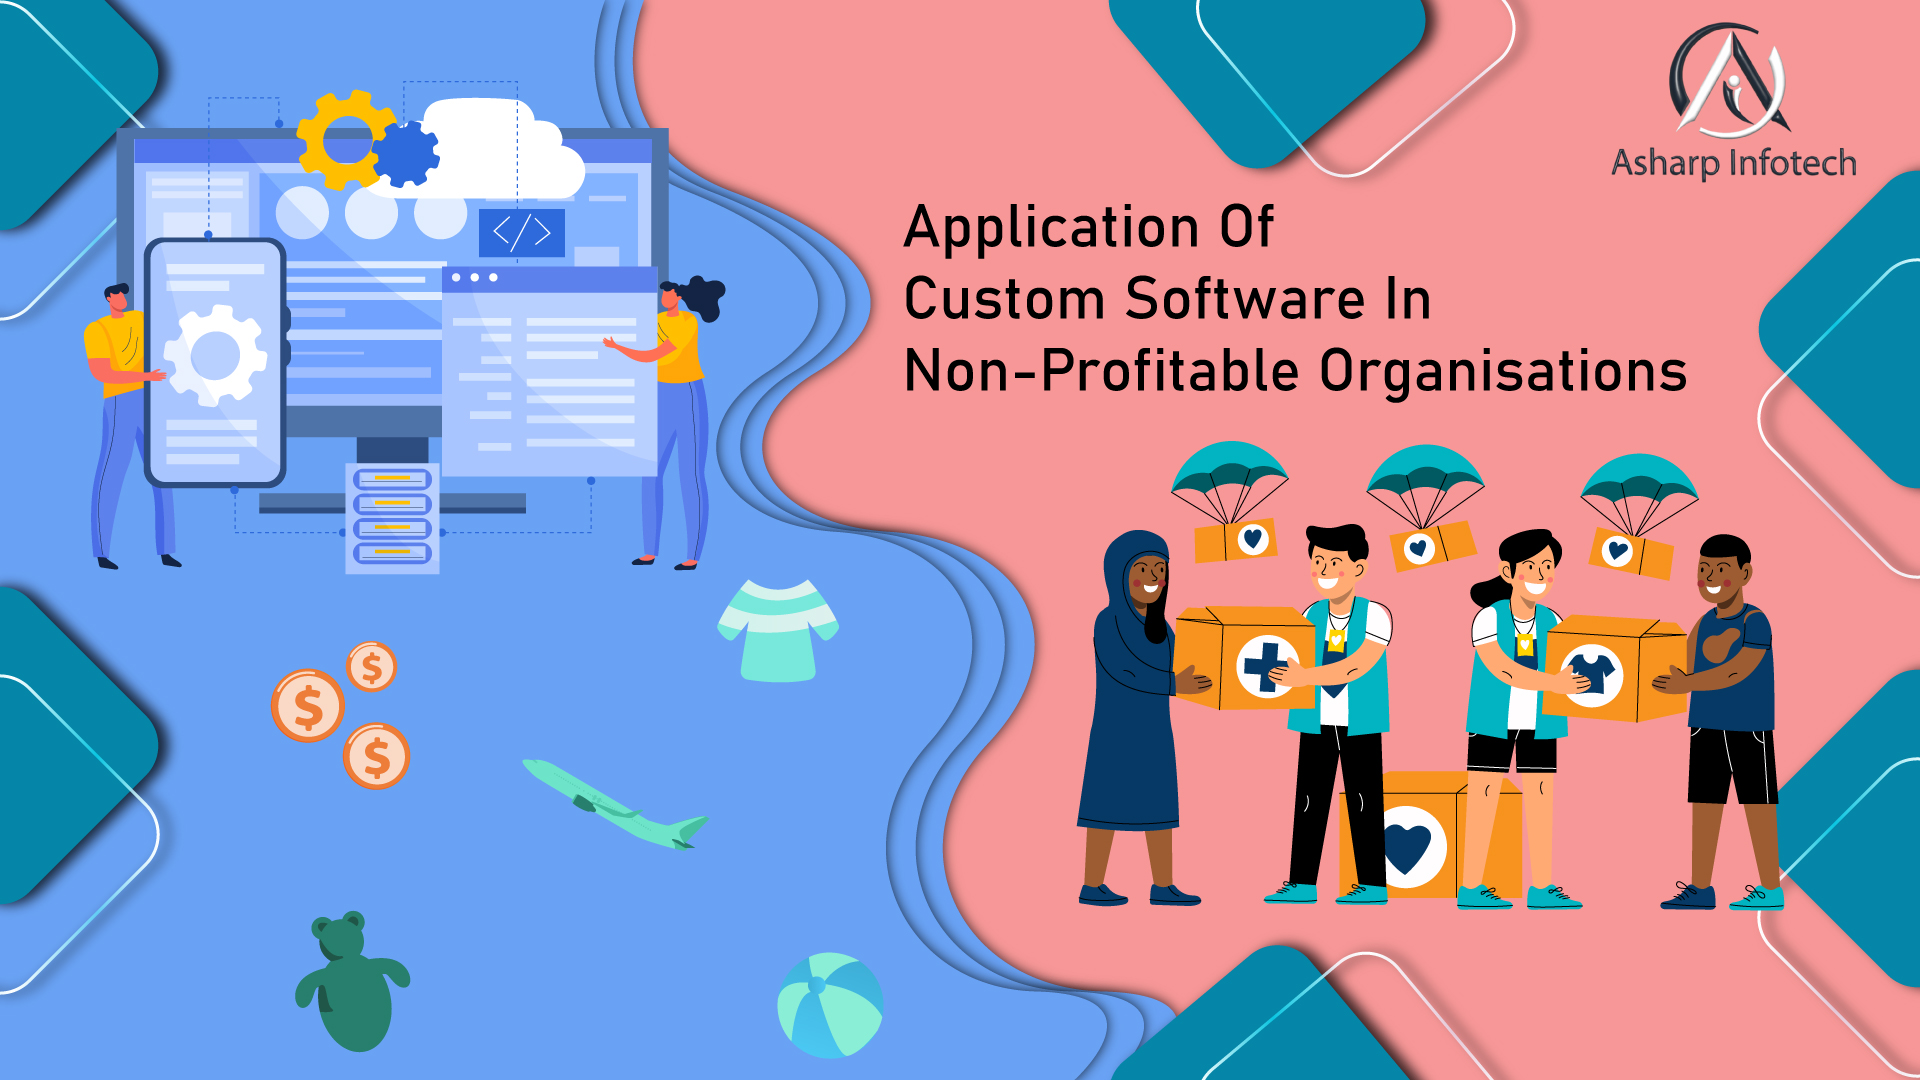 Asharp Infotech
Application Of
Custom Software In
Non-Profitable Organisations
</>
$
$
$